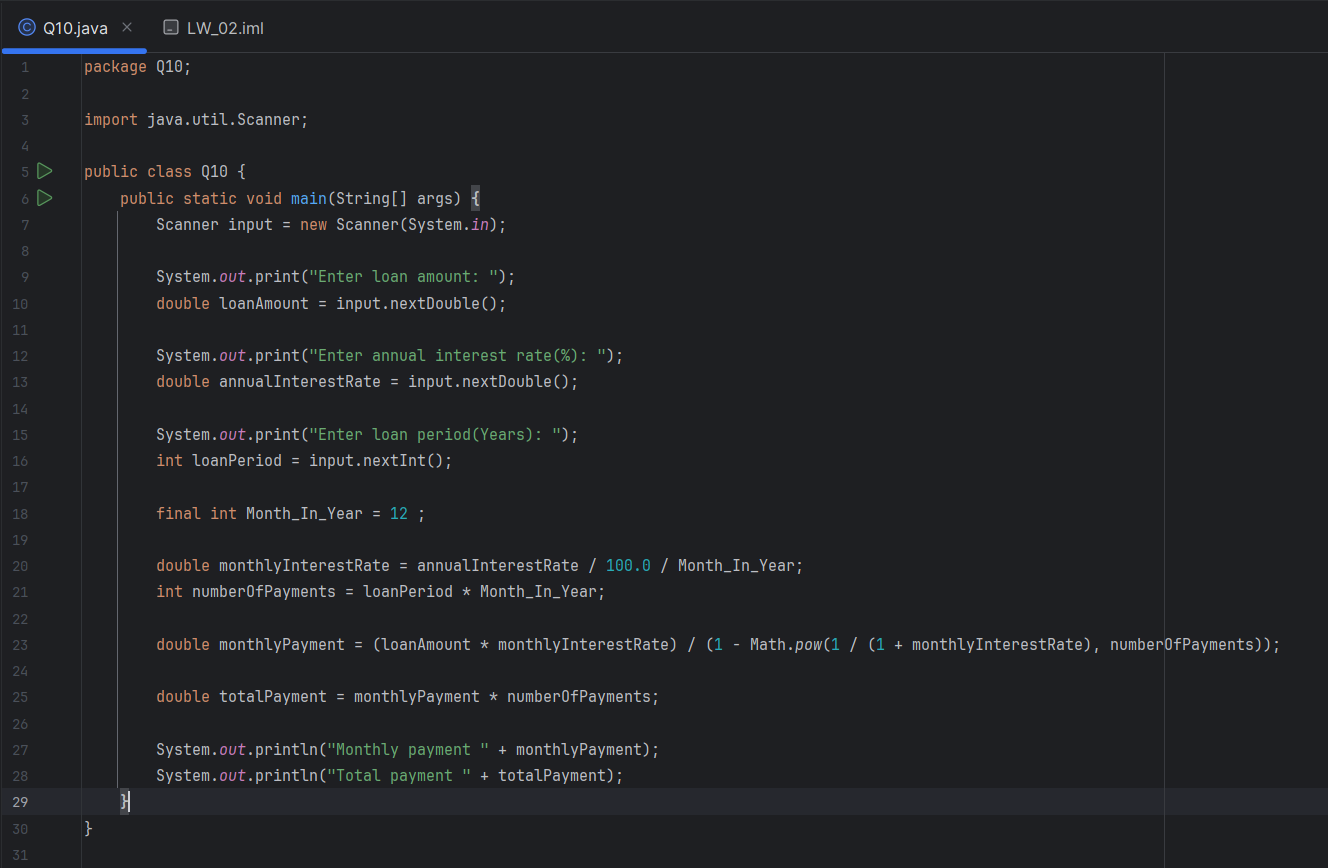 Q10.java × LW_02.iml
1 package Q10;
2
3 import java.util.Scanner;
4
5 public class Q10 {
6     public static void main(String[] args) {
7         Scanner input = new Scanner(System.in);
8
9         System.out.print("Enter loan amount: ");
10         double loanAmount = input.nextDouble();
11
12         System.out.print("Enter annual interest rate(%): ");
13         double annualInterestRate = input.nextDouble();
14
15         System.out.print("Enter loan period(Years): ");
16         int loanPeriod = input.nextInt();
17
18         final int Month_In_Year = 12 ;
19
20         double monthlyInterestRate = annualInterestRate / 100.0 / Month_In_Year;
21         int numberOfPayments = loanPeriod * Month_In_Year;
22
23         double monthlyPayment = (loanAmount * monthlyInterestRate) / (1 - Math.pow(1 / (1 + monthlyInterestRate), numberOfPayments));
24
25         double totalPayment = monthlyPayment * numberOfPayments;
26
27         System.out.println("Monthly payment " + monthlyPayment);
28         System.out.println("Total payment " + totalPayment);
29     }
30 }
31